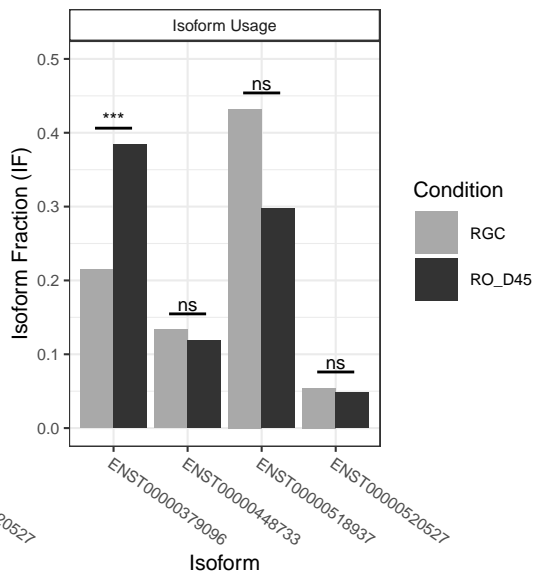 Isoform Usage
0.5
0.4
0.3
0.2
0.1
0.0
Isoform Fraction (IF)
***
ns
ns
ns
Condition
RGC
RO_D45
ENST00000379096
ENST00000448733
ENST00000518937
ENST00000520527
20527
Isoform